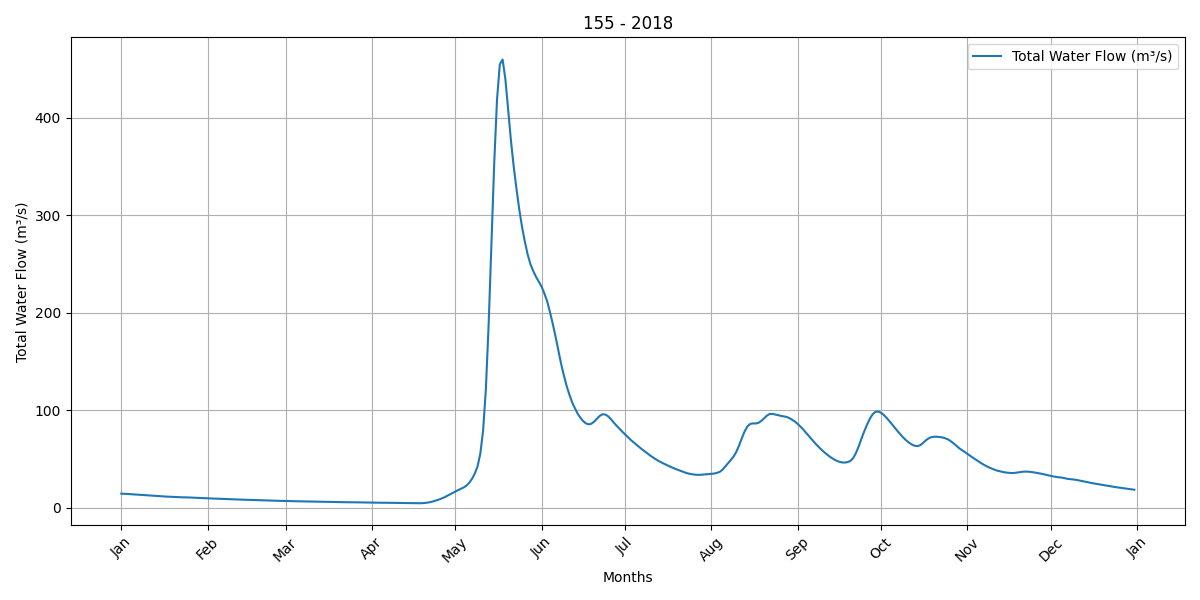 155 - 2018
Total Water Flow (m³/s)
Total Water Flow (m³/s)
400
300
200
100
0
Jan
Feb
Mar
Apr
May
Jun
Jul
Aug
Sep
Oct
Nov
Dec
Jan
Months